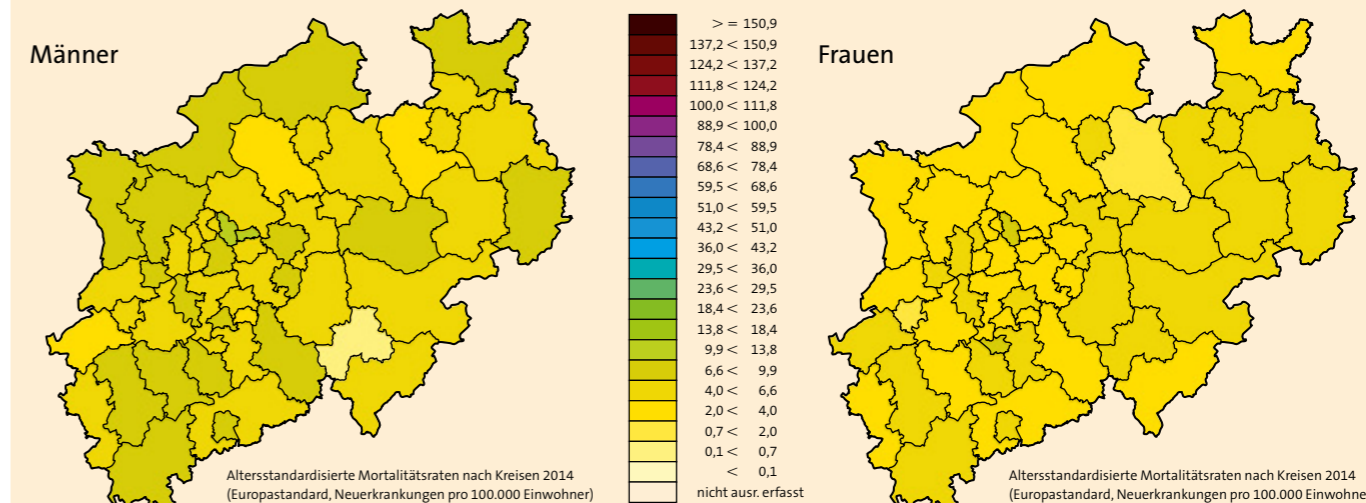 Männer
> = 150,9
137,2 < 150,9
124,2 < 137,2
111,8 < 124,2
100,0 < 111,8
88,9 < 100,0
78,4 < 88,9
68,6 < 78,4
59,5 < 68,6
51,0 < 59,5
43,2 < 51,0
36,0 < 43,2
29,5 < 36,0
23,6 < 29,5
18,4 < 23,6
13,8 < 18,4
9,9 < 13,8
6,6 < 9,9
4,0 < 6,6
2,0 < 4,0
0,7 < 2,0
0,1 < 0,7
< 0,1
nicht ausr. erfasst
Altersstandardisierte Mortalitätsraten nach Kreisen 2014
(Europastandard, Neuerkrankungen pro 100.000 Einwohner)
Frauen
Altersstandardisierte Mortalitätsraten nach Kreisen 2014
(Europastandard, Neuerkrankungen pro 100.000 Einwohne